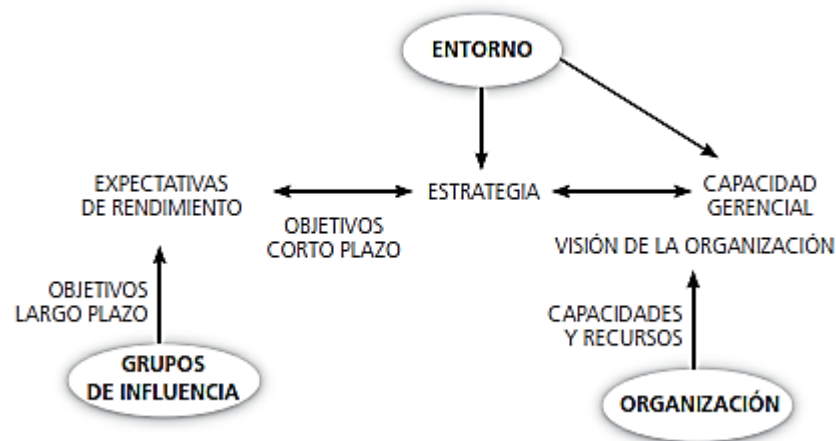 ENTORNO
EXPECTATIVAS
DE RENDIMIENTO
OBJETIVOS
CORTO PLAZO
ESTRATEGIA
CAPACIDAD
GERENCIAL
VISIÓN DE LA ORGANIZACIÓN
OBJETIVOS
LARGO PLAZO
CAPACIDADES
Y RECURSOS
GRUPOS
DE INFLUENCIA
ORGANIZACIÓN